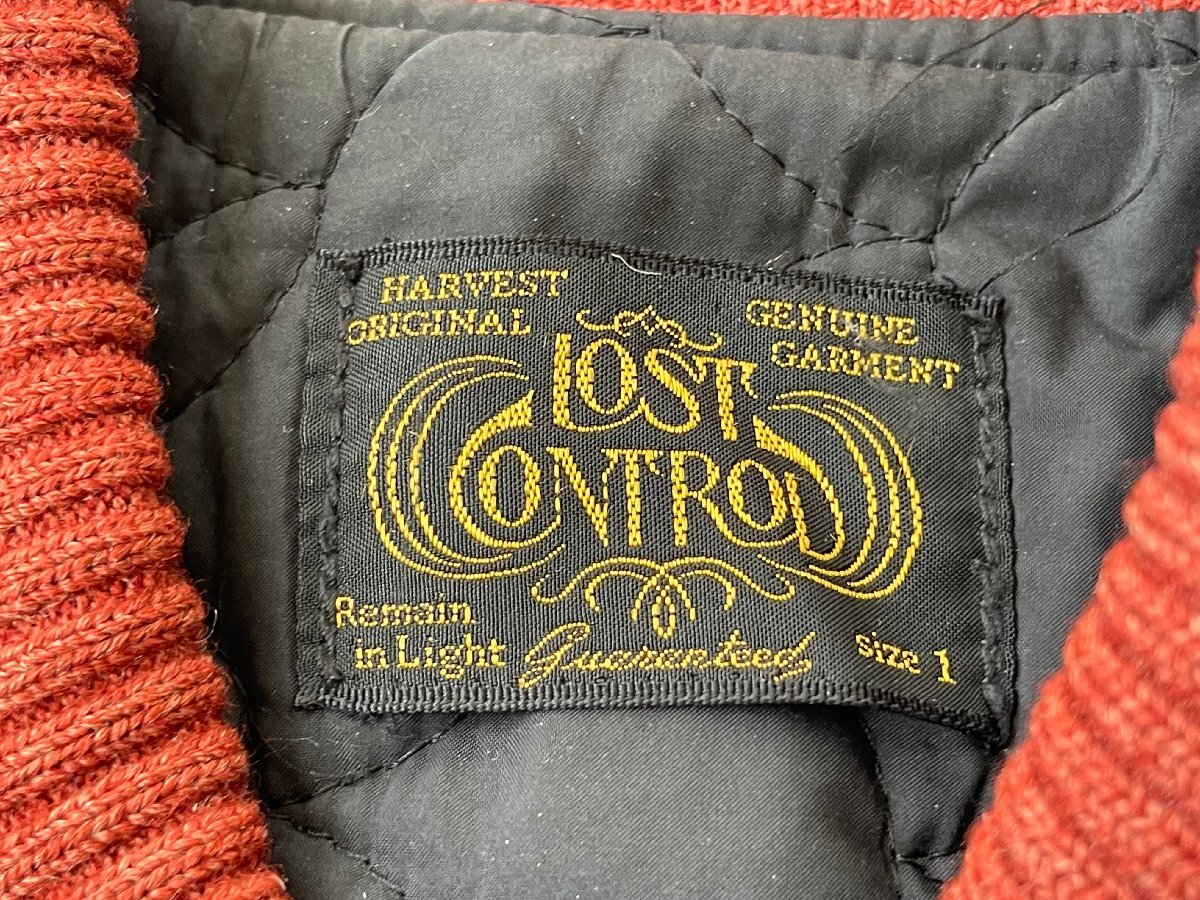 HARVEST
ORIGINAL
GENUINE
GARMENT
LOST
CONTROL
Remain
in Light
Guaranteed
size 1